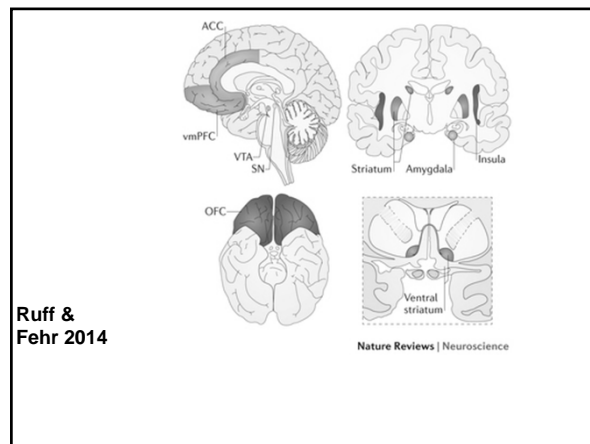 ACC
vmPFC
VTA
SN
Striatum
Amygdala
Insula
OFC
Ventral
striatum
Ruff &
Fehr 2014
Nature Reviews | Neuroscience